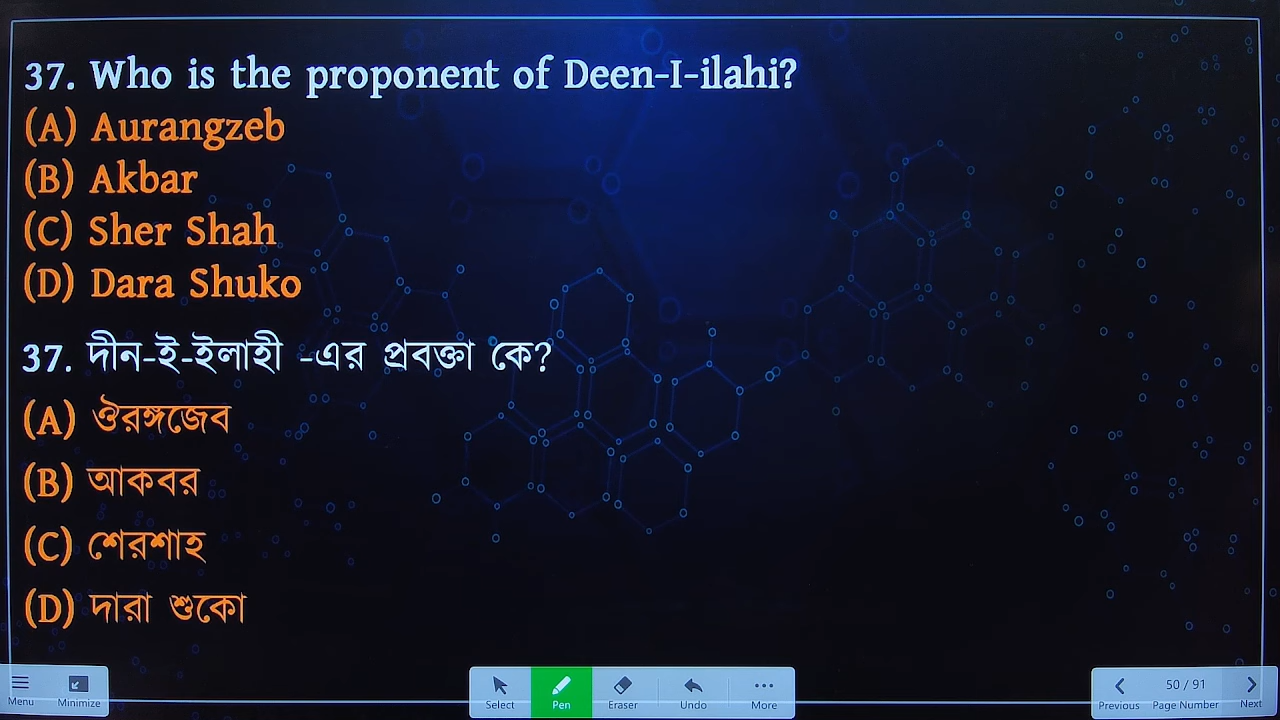 37. Who is the proponent of Deen-I-ilahi?
(A) Aurangzeb
(B) Akbar
(C) Sher Shah
(D) Dara Shuko
37. দীন-ই-ইলাহী -এর প্রবক্তা কে?
(A) ঔরঙ্গজেব
(B) আকবর
(C) শেরশাহ
(D) দারা শুকো
Menu Minimize Select Pen Eraser Undo More Previous 50 / 91 Page Number Next